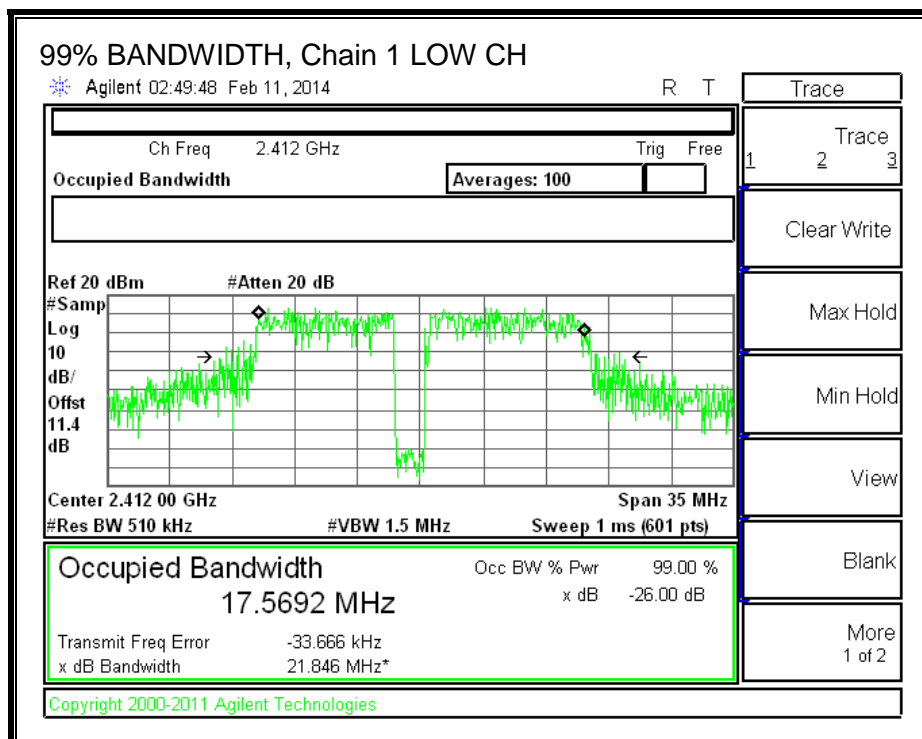 99% BANDWIDTH, Chain 1 LOW CH
Agilent 02:49:48 Feb 11, 2014 R T
Trace
Ch Freq 2.412 GHz Trig Free
Occupied Bandwidth Averages: 100
Trace
1 2 3
Clear Write
Max Hold
Min Hold
View
Blank
More
1 of 2
Ref 20 dBm #Atten 20 dB
#Samp
Log
10
dB/
Offst
11.4
dB
Center 2.412 00 GHz Span 35 MHz
#Res BW 510 kHz #VBW 1.5 MHz Sweep 1 ms (601 pts)
Occupied Bandwidth Occ BW % Pwr 99.00 %
17.5692 MHz x dB -26.00 dB
Transmit Freq Error -33.666 kHz
x dB Bandwidth 21.846 MHz*
Copyright 2000-2011 Agilent Technologies